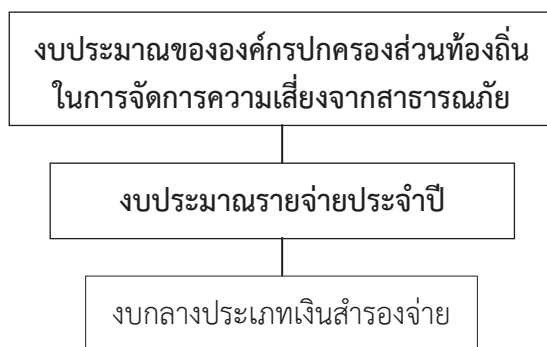 งบประมาณขององค์กรปกครองส่วนท้องถิ่น
ในการจัดการความเสี่ยงจากสาธารณภัย
งบประมาณรายจ่ายประจำปี
งบกลางประเภทเงินสำรองจ่าย